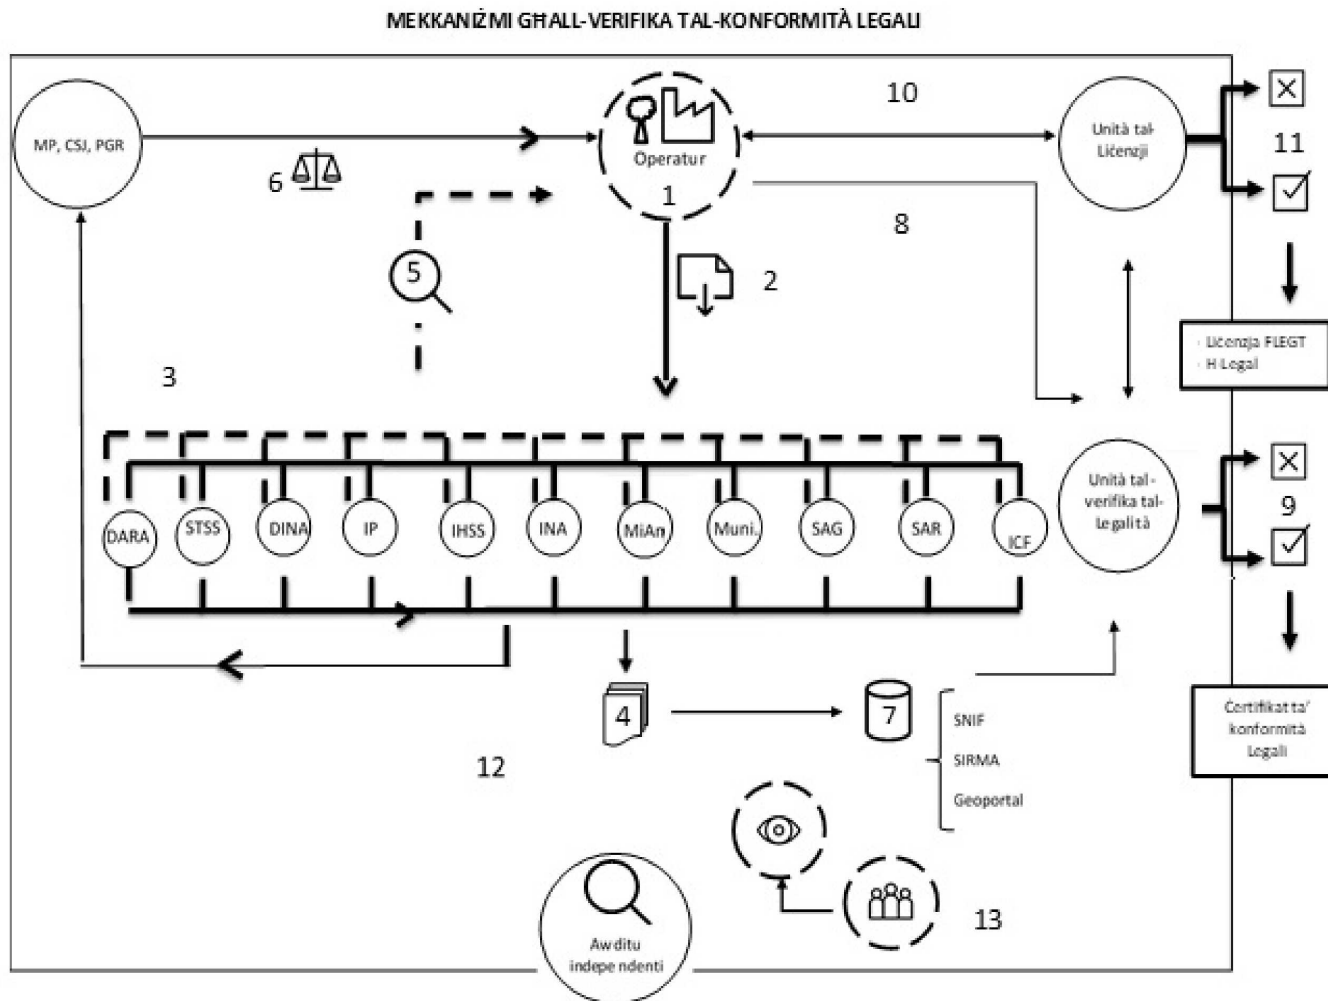 MEKKANIŻMI GĦALL-VERIFIKA TAL-KONFORMITÀ LEGALI
MP, CSJ, PGR
6
Operatur
1
10
Unità tal-
Liċenzji
11
8
5
2
- Liċenzja FLEGT
- H-Legal
3
DARA
STSS
DINA
IP
IHSS
INA
MiAm
Muni.
SAG
SAR
ICF
Unità tal-
verifika tal-
Legalità
9
4
7
SNIF
SIRMA
Geoportal
Ċertifikat ta'
konformità
Legali
12
13
Awditu
indipendenti